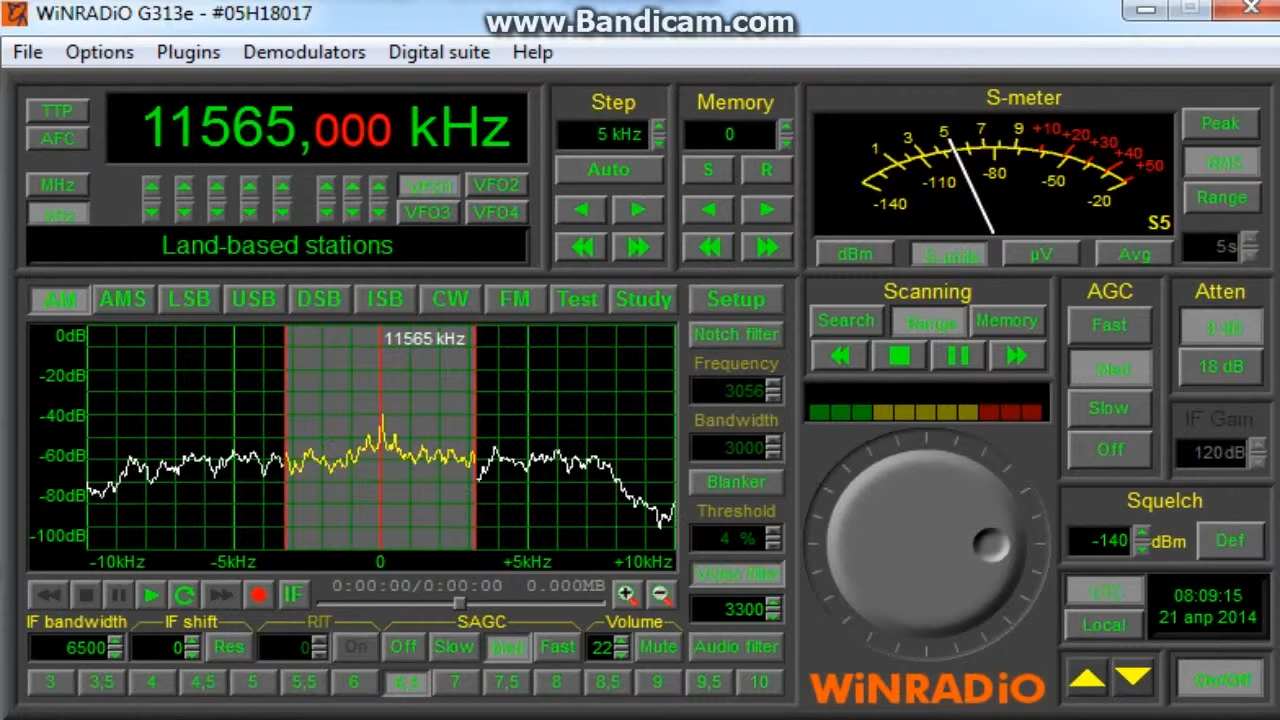 WiNRADiO G313e - #05H18017
www.Bandicam.com
File Options Plugins Demodulators Digital suite Help
TTP
AFC
11565,000 kHz
MHz
kHz
VFO1 VFO2
VFO3 VFO4
Land-based stations
Step
5 kHz
Auto
Memory
0
S R
S-meter
1 3 5 7 9 +10 +20 +30 +40 +50
-140 -110 -80 -50 -20
S5
dBm S-units µV Avg
Peak
RMS
Range
5s
AM AMS LSB USB DSB ISB CW FM Test Study
11565 kHz
0dB
-20dB
-40dB
-60dB
-80dB
-100dB
-10kHz -5kHz 0 +5kHz +10kHz
0:00:00/0:00:00 0.000MB
IF
IF bandwidth IF shift RIT SAGC Volume
6500 0 Res 0 On Off Slow Med Fast 22 Mute
3 3,5 4 4,5 5 5,5 6 6,5 7 7,5 8 8,5 9 9,5 10
Setup
Notch filter
Frequency
3056
Bandwidth
3000
Blanker
Threshold
4 %
Video filter
3300
Audio filter
Scanning
Search Range Memory
WiNRADiO
AGC
Fast
Med
Slow
Off
Atten
0 dB
18 dB
IF Gain
120dB
Squelch
-140 dBm Def
UTC
Local
08:09:15
21 апр 2014
On/Off